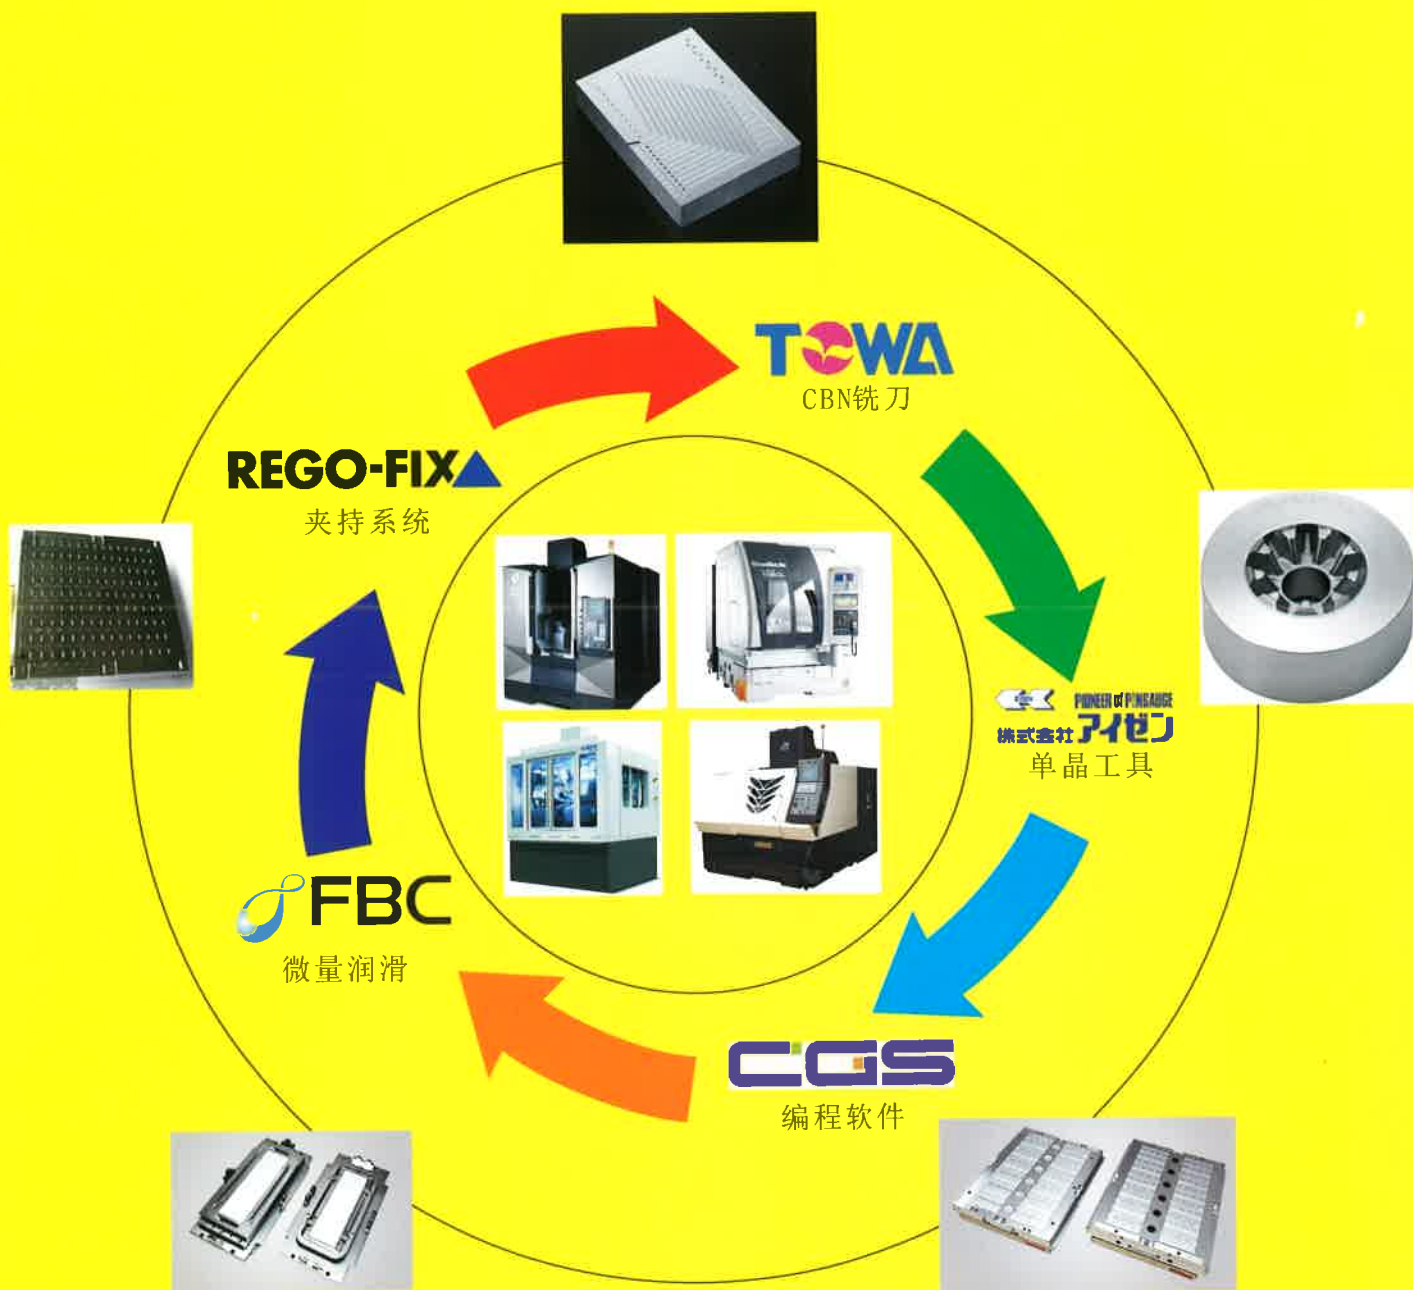 TOWA
CBN铣刀
REGO-FIX
夹持系统
PIONEER of PINGAUGE
株式会社アイゼン
单晶工具
FBC
微量润滑
CGS
编程软件